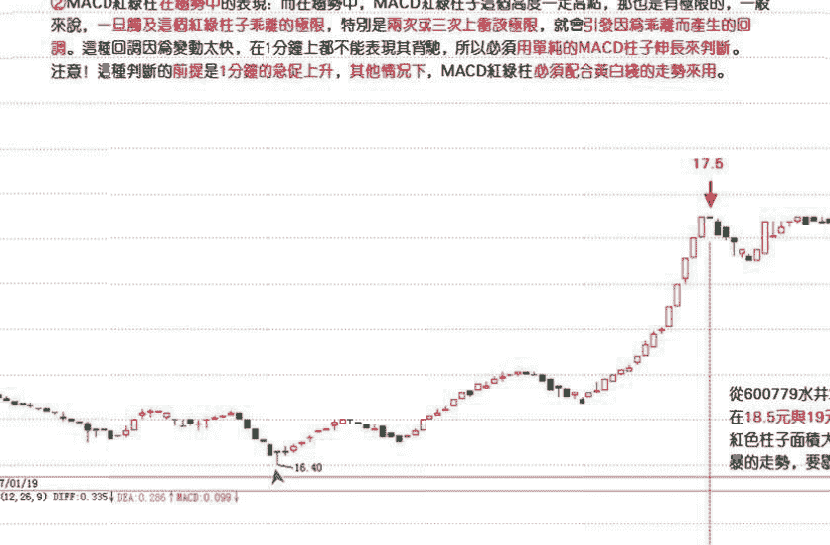 ②MACD紅綠柱在趨勢中的表現：而在趨勢中，MACD紅綠柱子這個高度一定合點，那也是有極限的，一般
來說，一旦觸及這個紅綠柱子乖離的極限，特別是兩次或三次上衝該極限，就會引發因為乖離而產生的回
調。這種回調因為變動太快，在1分鐘上都不能表現其背馳，所以必須用單純的MACD柱子伸長來判斷。
注意！這種判斷的前提是1分鐘的急促上升，其他情況下，MACD紅綠柱必須配合黃白綫的走勢來用。
17.5
從600779水井
在18.5元與19元
紅色柱子面積大
暴的走勢，要
16.40
7/01/19
(12,26,9) DIFF:0.335↓ DEA:0.286↑ MACD:0.099↓